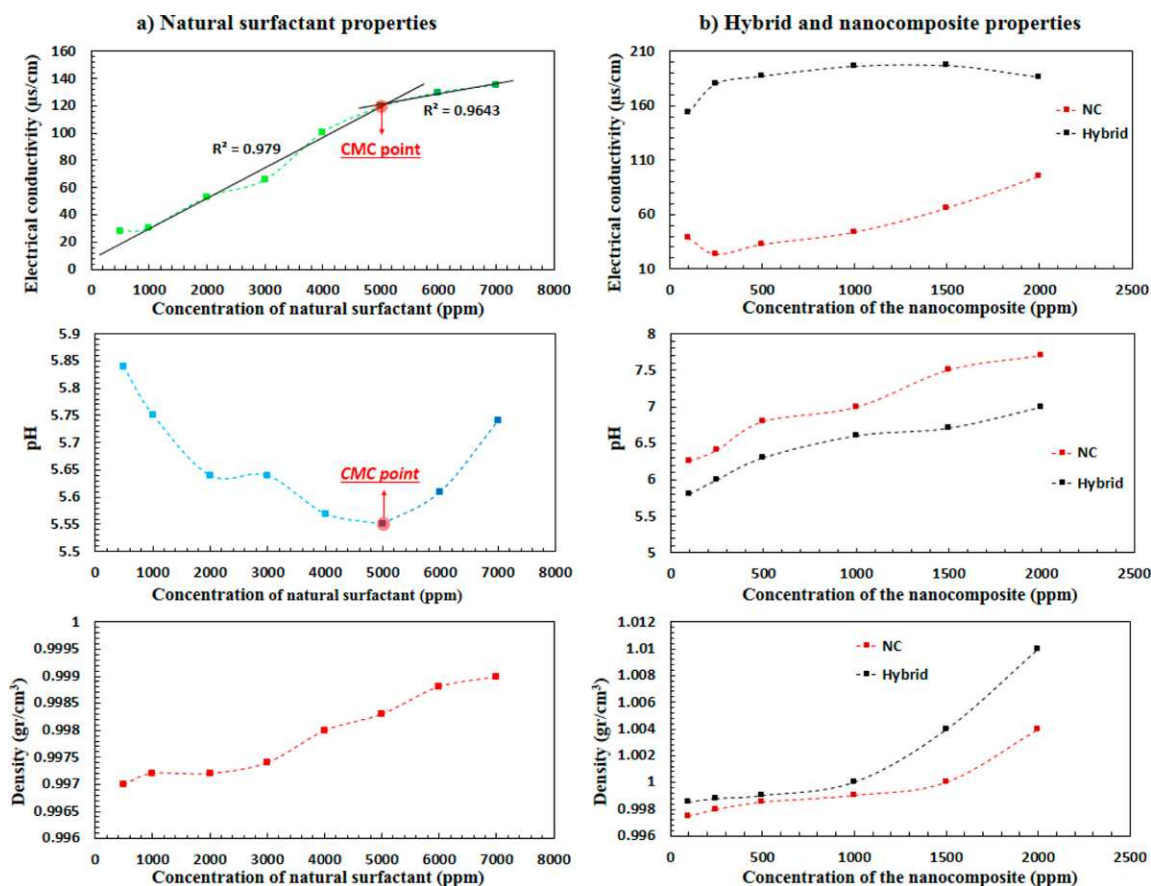 a) Natural surfactant properties
160
140
120
100
80
60
40
20
0
Electrical conductivity (µs/cm)
R² = 0.979
R² = 0.9643
CMC point
0 1000 2000 3000 4000 5000 6000 7000 8000
Concentration of natural surfactant (ppm)
b) Hybrid and nanocomposite properties
210
160
110
60
10
Electrical conductivity (µs/cm)
NC
Hybrid
0 500 1000 1500 2000 2500
Concentration of the nanocomposite (ppm)
5.9
5.85
5.8
5.75
5.7
5.65
5.6
5.55
5.5
pH
CMC point
0 1000 2000 3000 4000 5000 6000 7000 8000
Concentration of natural surfactant (ppm)
8
7.5
7
6.5
6
5.5
5
pH
NC
Hybrid
0 500 1000 1500 2000 2500
Concentration of the nanocomposite (ppm)
1
0.9995
0.999
0.9985
0.998
0.9975
0.997
0.9965
0.996
Density (gr/cm³)
0 1000 2000 3000 4000 5000 6000 7000 8000
Concentration of natural surfactant (ppm)
1.012
1.01
1.008
1.006
1.004
1.002
1
0.998
0.996
Density (gr/cm³)
NC
Hybrid
0 500 1000 1500 2000 2500
Concentration of the nanocomposite (ppm)